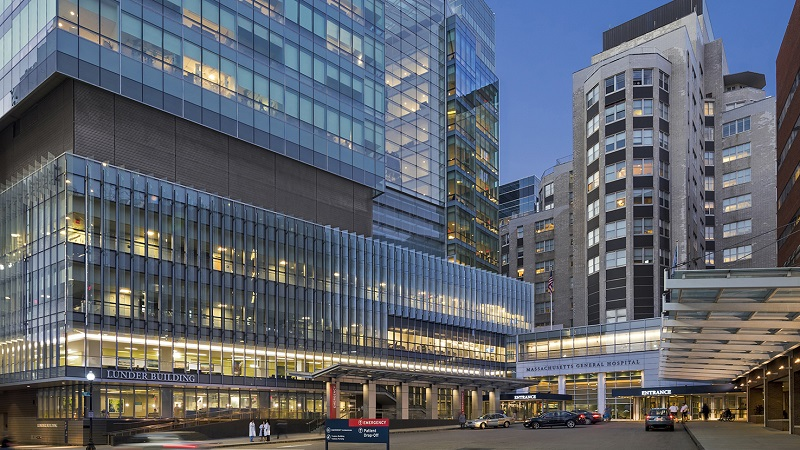 LUNDER BUILDING
MASSACHUSETTS GENERAL HOSPITAL
ENTRANCE
ENTRANCE
EMERGENCY
PATIENT DROP-OFF